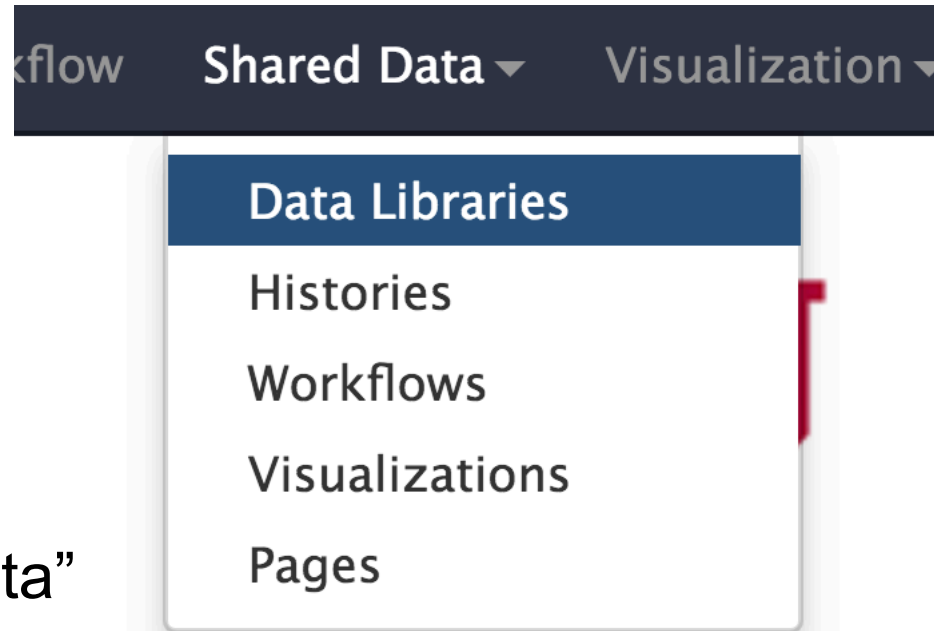 kflow Shared Data Visualization
Data Libraries
Histories
Workflows
Visualizations
Pages
ta”